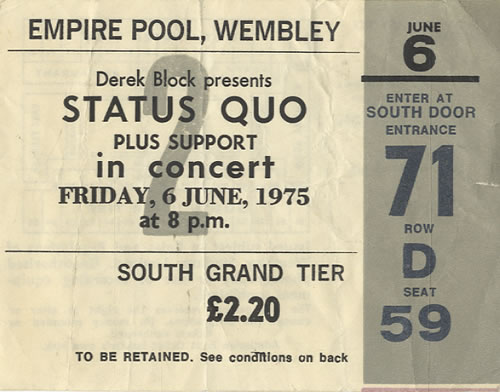 EMPIRE POOL, WEMBLEY
Derek Block presents
STATUS QUO
PLUS SUPPORT
in concert
FRIDAY, 6 JUNE, 1975
at 8 p.m.
2
SOUTH GRAND TIER
£2.20
TO BE RETAINED. See conditions on back
JUNE
6
ENTER AT
SOUTH DOOR
ENTRANCE
71
ROW
D
SEAT
59